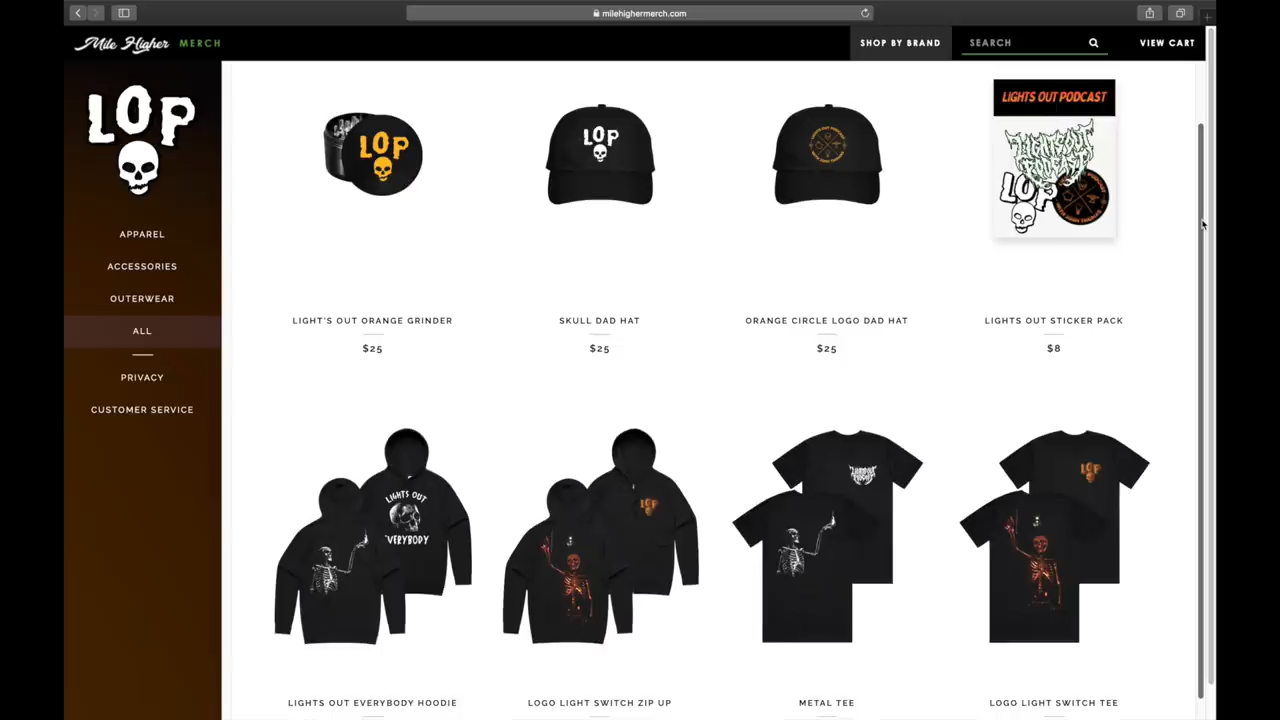 milehighermerch.com
Mile Higher MERCH
SHOP BY BRAND
SEARCH
VIEW CART
LOP
APPAREL
ACCESSORIES
OUTERWEAR
ALL
PRIVACY
CUSTOMER SERVICE
LOP
LOP
LIGHTS OUT PODCAST
LIGHTS OUT PODCAST
LOP
LIGHT'S OUT ORANGE GRINDER
$25
SKULL DAD HAT
$25
ORANGE CIRCLE LOGO DAD HAT
$25
LIGHTS OUT STICKER PACK
$8
LIGHTS OUT
EVERYBODY
LOP
LOP
LIGHTS OUT EVERYBODY HOODIE
LOGO LIGHT SWITCH ZIP UP
METAL TEE
LOGO LIGHT SWITCH TEE